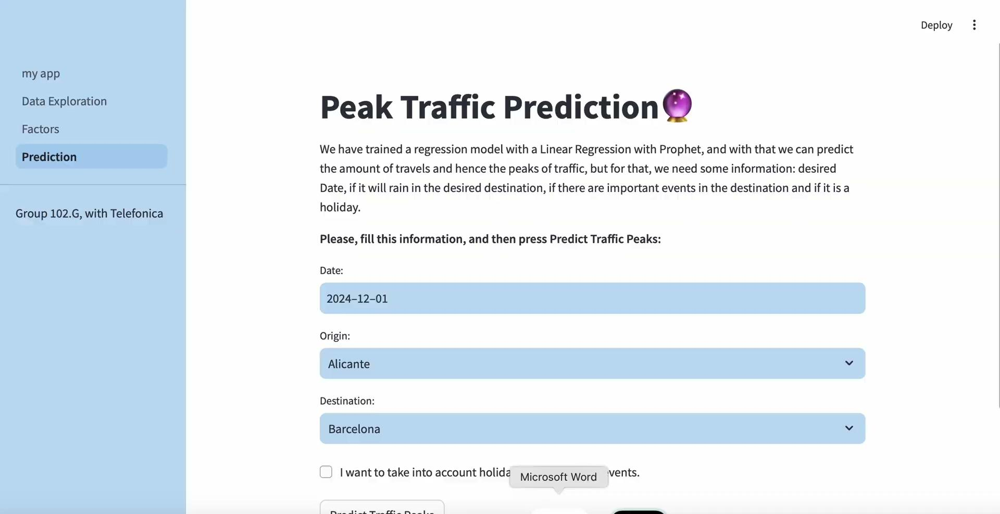 Deploy
my app
Data Exploration
Factors
Prediction
Group 102.G, with Telefonica
Peak Traffic Prediction
We have trained a regression model with a Linear Regression with Prophet, and with that we can predict
the amount of travels and hence the peaks of traffic, but for that, we need some information: desired
Date, if it will rain in the desired destination, if there are important events in the destination and if it is a
holiday.
Please, fill this information, and then press Predict Traffic Peaks:
Date:
2024–12–01
Origin:
Alicante
Destination:
Barcelona
I want to take into account
Microsoft Word
Predict Traffic Peaks